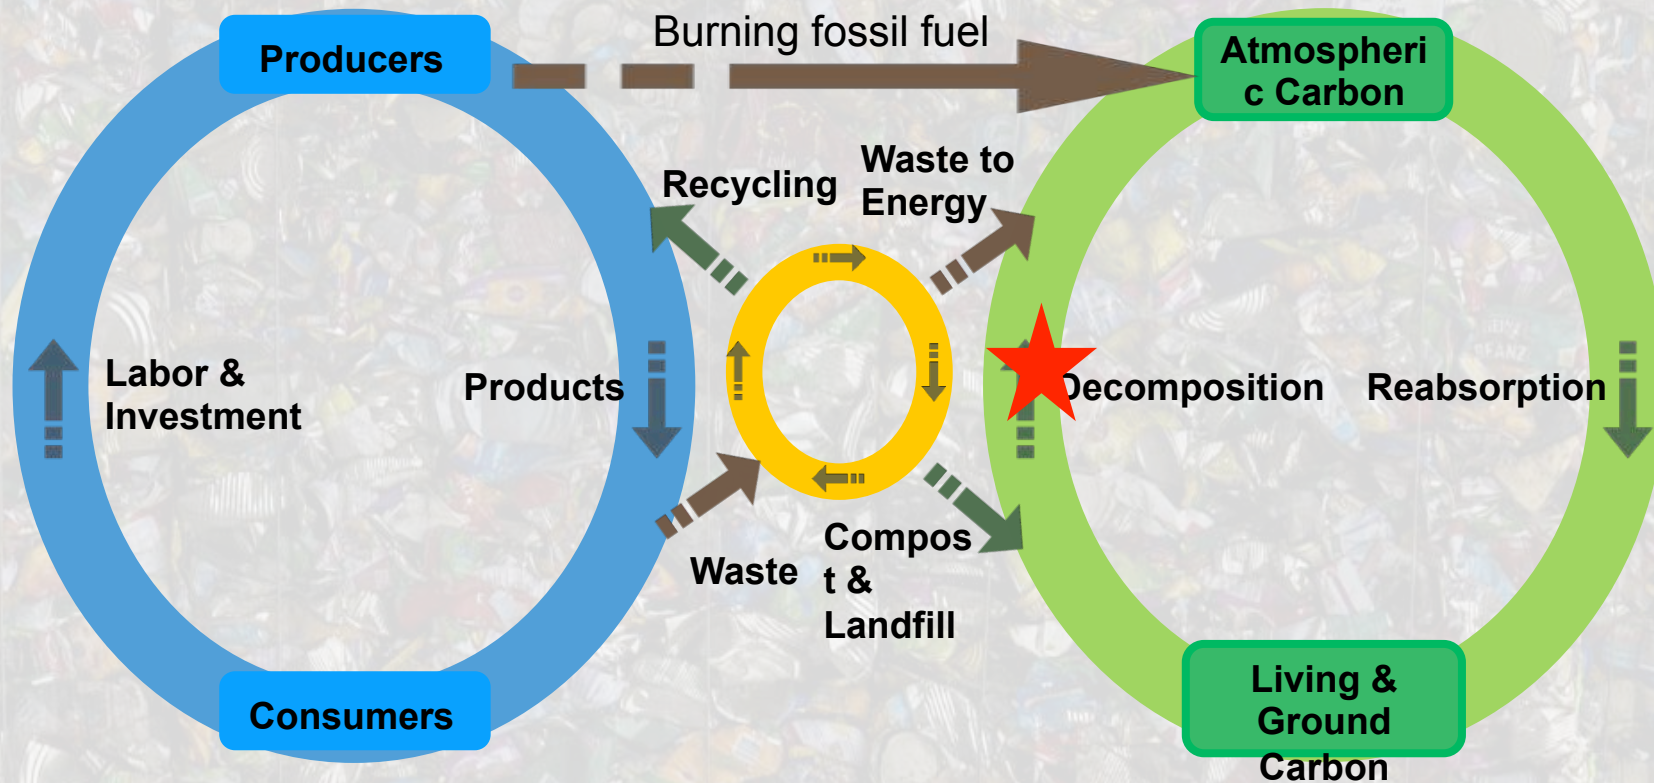 Burning fossil fuel
Producers
Atmospheri
c Carbon
Recycling
Waste to
Energy
Labor &
Investment
Products
Decomposition
Reabsorption
Waste
Compos
t &
Landfill
Consumers
Living &
Ground
Carbon